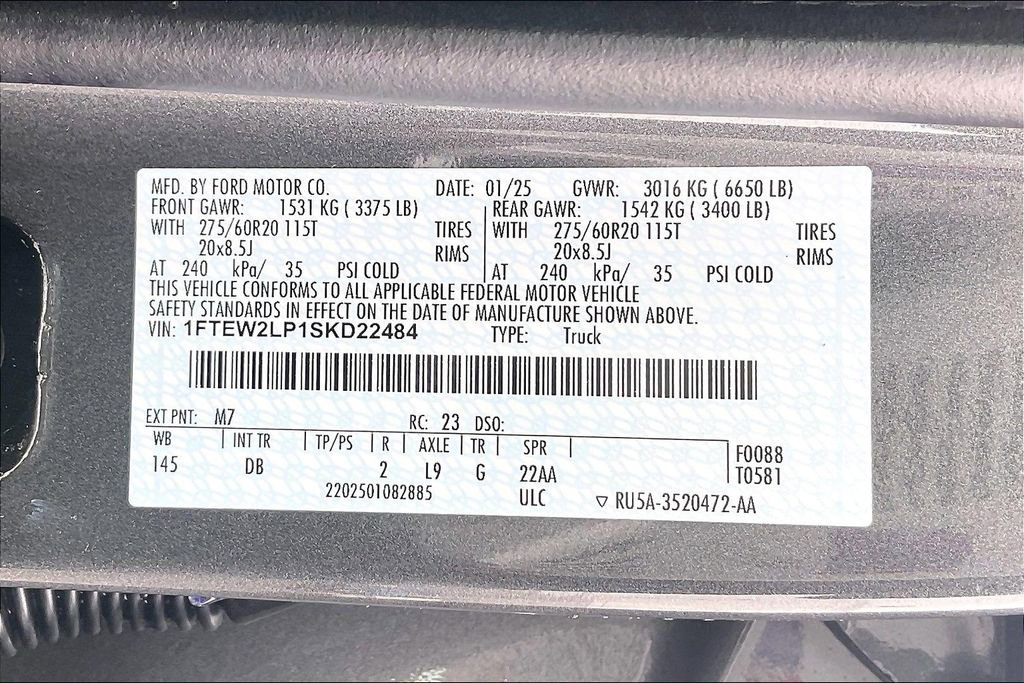 MFD. BY FORD MOTOR CO. DATE: 01/25 GVWR: 3016 KG ( 6650 LB)
FRONT GAWR: 1531 KG ( 3375 LB) REAR GAWR: 1542 KG ( 3400 LB)
WITH 275/60R20 115T TIRES WITH 275/60R20 115T TIRES
20x8.5J RIMS 20x8.5J RIMS
AT 240 kPa/ 35 PSI COLD AT 240 kPa/ 35 PSI COLD
THIS VEHICLE CONFORMS TO ALL APPLICABLE FEDERAL MOTOR VEHICLE
SAFETY STANDARDS IN EFFECT ON THE DATE OF MANUFACTURE SHOWN ABOVE.
VIN: 1FTEW2LP1SKD22484 TYPE: Truck
EXT PNT: M7 RC: 23 DSO:
WB INT TR TP/PS R AXLE TR SPR F0088
145 DB 2 L9 G 22AA T0581
2202501082885 ULC ▽ RU5A-3520472-AA